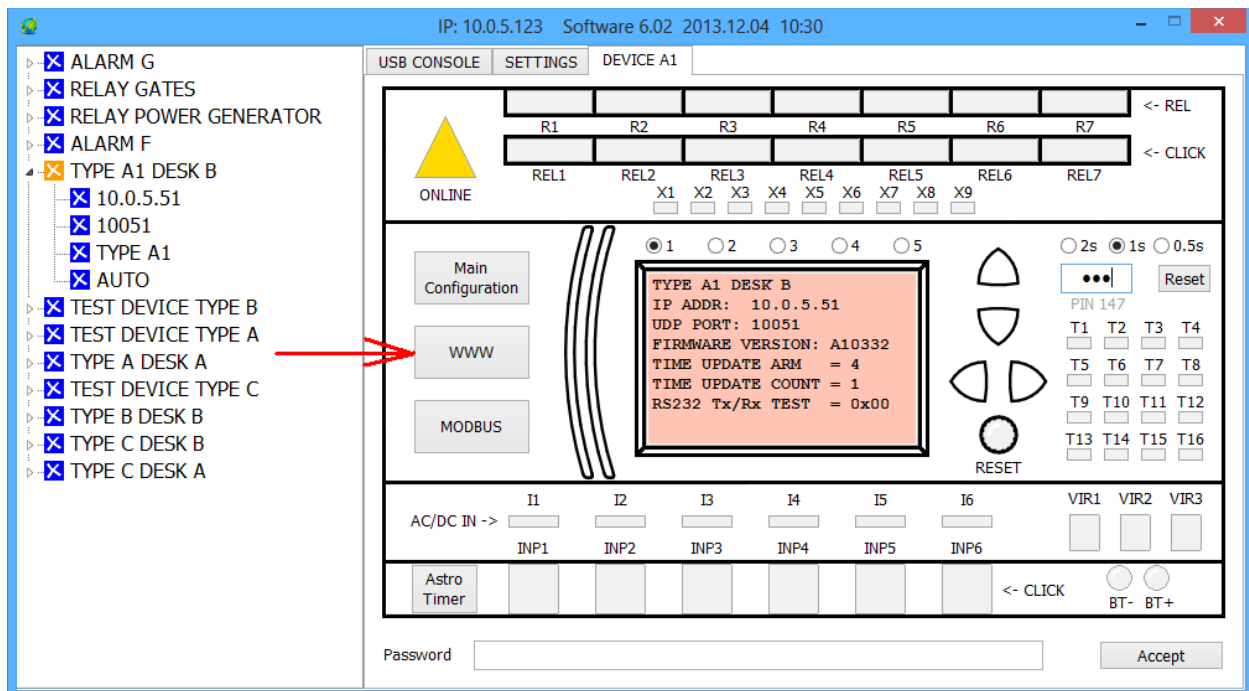 IP: 10.0.5.123 Software 6.02 2013.12.04 10:30
ALARM G
RELAY GATES
RELAY POWER GENERATOR
ALARM F
TYPE A1 DESK B
10.0.5.51
10051
TYPE A1
AUTO
TEST DEVICE TYPE B
TEST DEVICE TYPE A
TYPE A DESK A
TEST DEVICE TYPE C
TYPE B DESK B
TYPE C DESK B
TYPE C DESK A
USB CONSOLE SETTINGS DEVICE A1
<- REL
R1 R2 R3 R4 R5 R6 R7
<- CLICK
REL1 REL2 REL3 REL4 REL5 REL6 REL7
ONLINE
X1 X2 X3 X4 X5 X6 X7 X8 X9
1 2 3 4 5
2s 1s 0.5s
Main
Configuration
WWW
MODBUS
TYPE A1 DESK B
IP ADDR: 10.0.5.51
UDP PORT: 10051
FIRMWARE VERSION: A10332
TIME UPDATE ARM = 4
TIME UPDATE COUNT = 1
RS232 Tx/Rx TEST = 0x00
RESET
●●● Reset
PIN 147
T1 T2 T3 T4
T5 T6 T7 T8
T9 T10 T11 T12
T13 T14 T15 T16
I1 I2 I3 I4 I5 I6
AC/DC IN ->
INP1 INP2 INP3 INP4 INP5 INP6
VIR1 VIR2 VIR3
Astro
Timer
<- CLICK
BT- BT+
Password
Accept